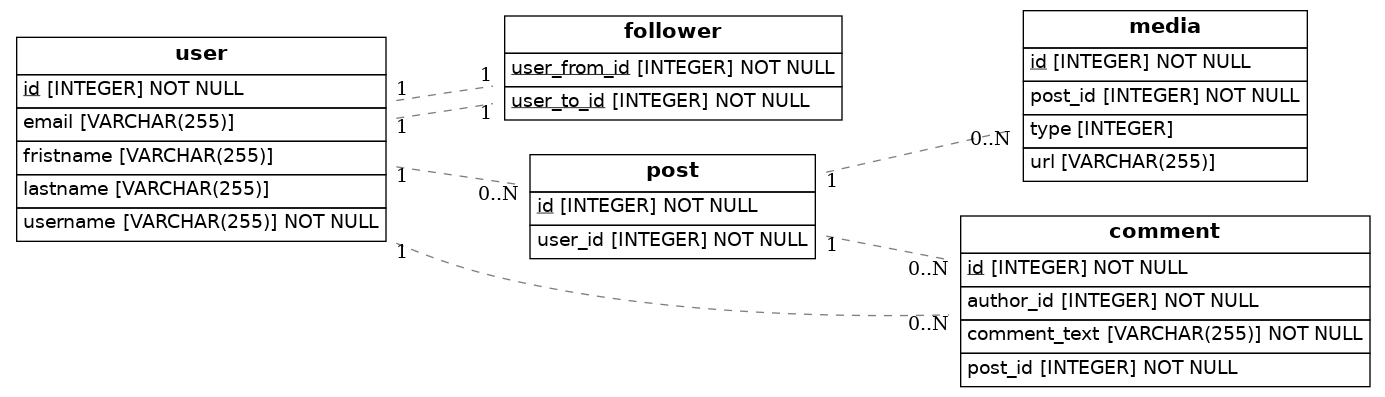 user
id [INTEGER] NOT NULL
email [VARCHAR(255)]
fristname [VARCHAR(255)]
lastname [VARCHAR(255)]
username [VARCHAR(255)] NOT NULL
1
1
1
1
1
1
0..N
0..N
follower
user_from_id [INTEGER] NOT NULL
user_to_id [INTEGER] NOT NULL
post
id [INTEGER] NOT NULL
user_id [INTEGER] NOT NULL
1
1
0..N
0..N
media
id [INTEGER] NOT NULL
post_id [INTEGER] NOT NULL
type [INTEGER]
url [VARCHAR(255)]
comment
id [INTEGER] NOT NULL
author_id [INTEGER] NOT NULL
comment_text [VARCHAR(255)] NOT NULL
post_id [INTEGER] NOT NULL